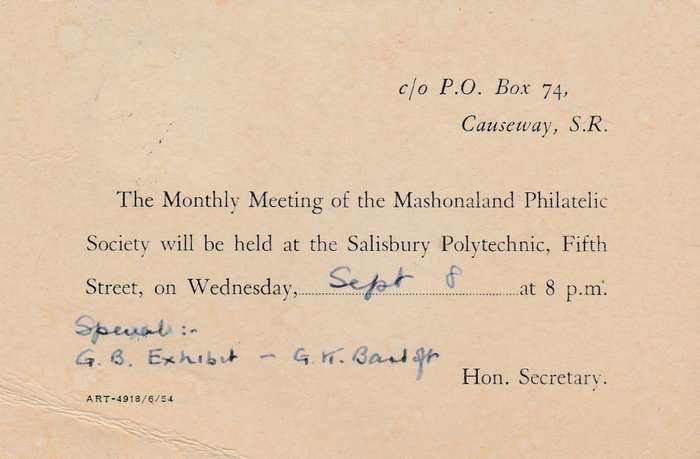 c/o P.O. Box 74,
Causeway, S.R.
The Monthly Meeting of the Mashonaland Philatelic
Society will be held at the Salisbury Polytechnic, Fifth
Street, on Wednesday, Sept 8 at 8 p.m.
Special :-
G. B. Exhibit - G.K.
Hon. Secretary.
ART-4918/6/54